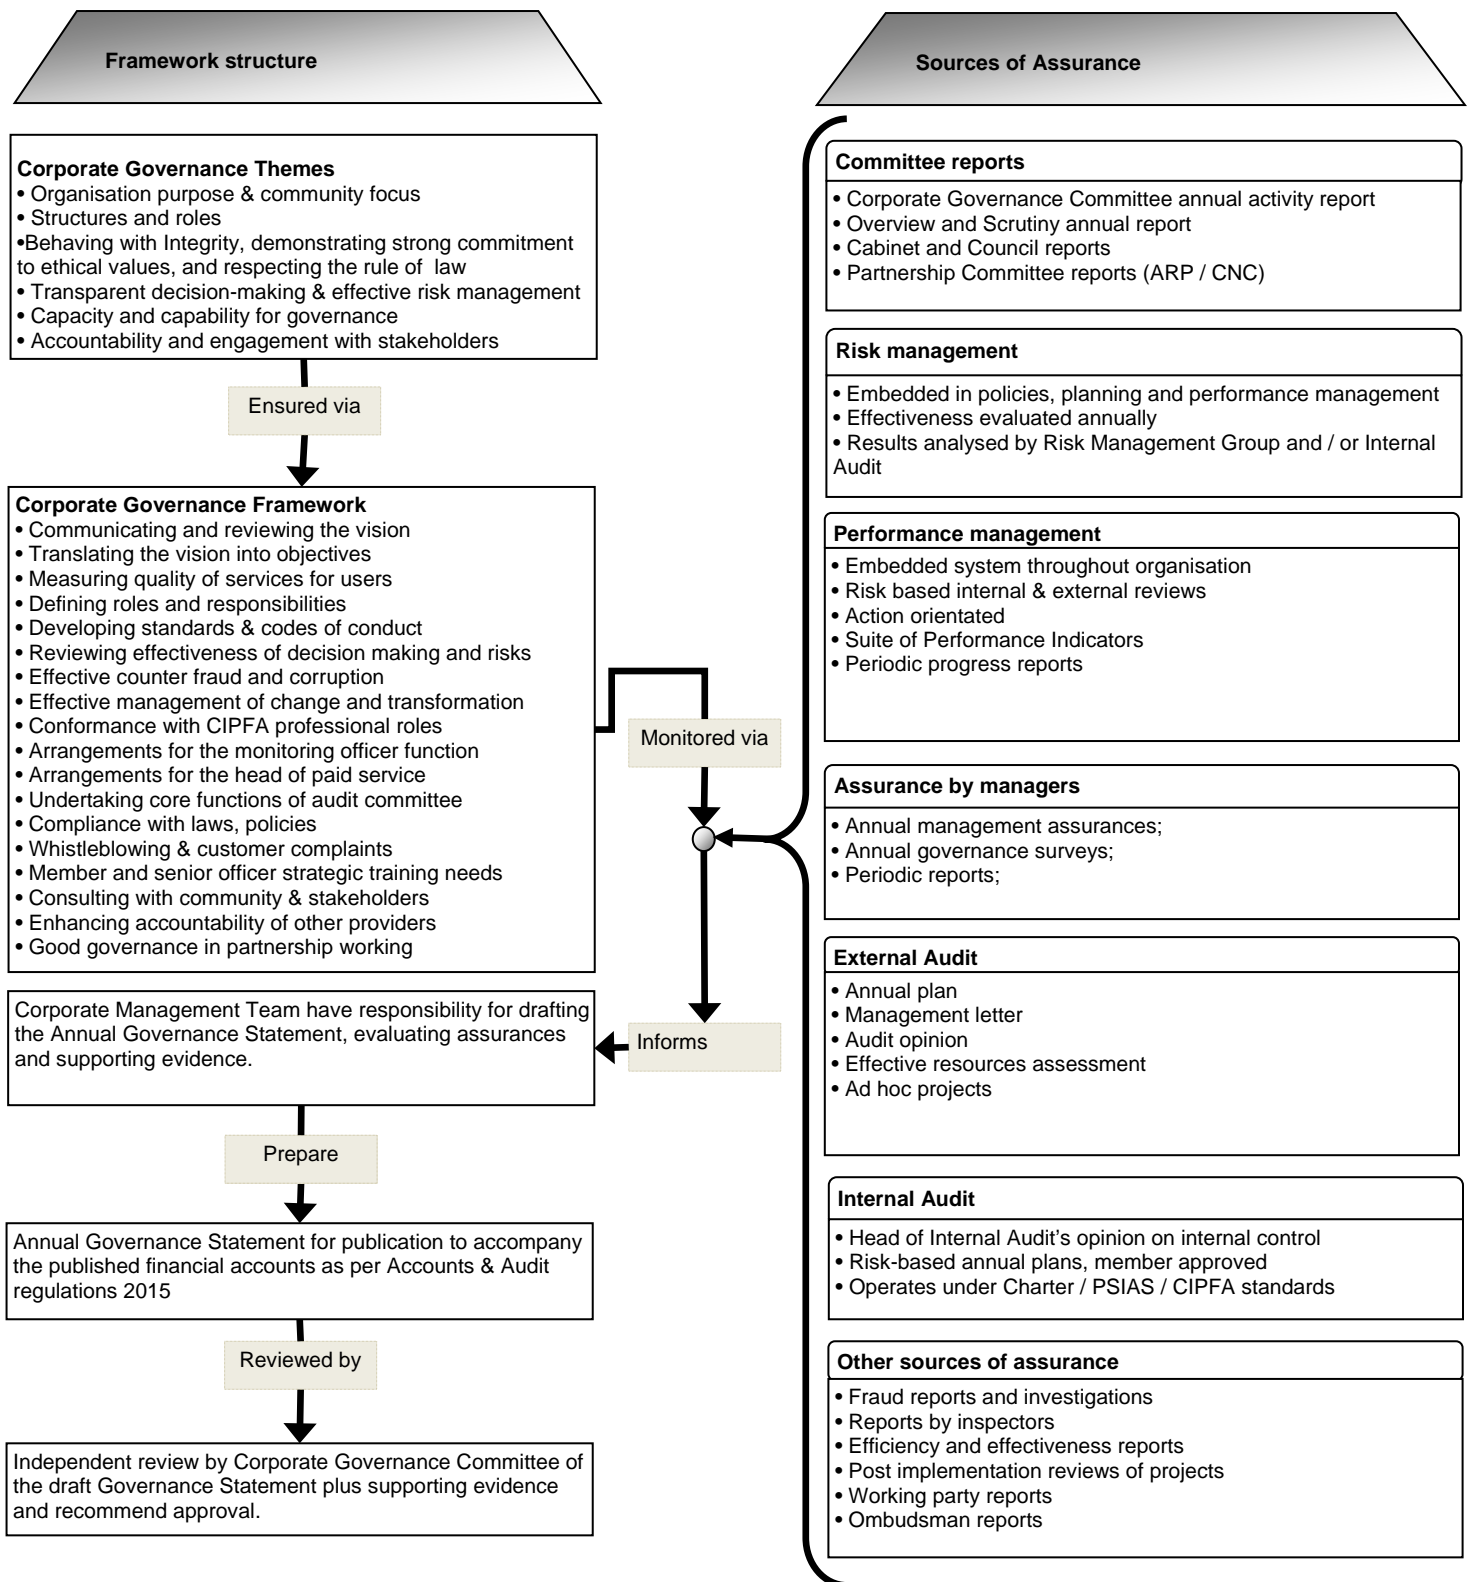 Framework structure
Corporate Governance Themes
• Organisation purpose & community focus
• Structures and roles
•Behaving with Integrity, demonstrating strong commitment
to ethical values, and respecting the rule of  law
• Transparent decision-making & effective risk management
• Capacity and capability for governance
• Accountability and engagement with stakeholders
Ensured via
Corporate Governance Framework
• Communicating and reviewing the vision
• Translating the vision into objectives
• Measuring quality of services for users
• Defining roles and responsibilities
• Developing standards & codes of conduct
• Reviewing effectiveness of decision making and risks
• Effective counter fraud and corruption
• Effective management of change and transformation
• Conformance with CIPFA professional roles
• Arrangements for the monitoring officer function
• Arrangements for the head of paid service
• Undertaking core functions of audit committee
• Compliance with laws, policies
• Whistleblowing & customer complaints
• Member and senior officer strategic training needs
• Consulting with community & stakeholders
• Enhancing accountability of other providers
• Good governance in partnership working
Monitored via
Informs
Corporate Management Team have responsibility for drafting
the Annual Governance Statement, evaluating assurances
and supporting evidence.
Prepare
Annual Governance Statement for publication to accompany
the published financial accounts as per Accounts & Audit
regulations 2015
Reviewed by
Independent review by Corporate Governance Committee of
the draft Governance Statement plus supporting evidence
and recommend approval.
Sources of Assurance
Committee reports
• Corporate Governance Committee annual activity report
• Overview and Scrutiny annual report
• Cabinet and Council reports
• Partnership Committee reports (ARP / CNC)
Risk management
• Embedded in policies, planning and performance management
• Effectiveness evaluated annually
• Results analysed by Risk Management Group and / or Internal
Audit
Performance management
• Embedded system throughout organisation
• Risk based internal & external reviews
• Action orientated
• Suite of Performance Indicators
• Periodic progress reports
Assurance by managers
• Annual management assurances;
• Annual governance surveys;
• Periodic reports;
External Audit
• Annual plan
• Management letter
• Audit opinion
• Effective resources assessment
• Ad hoc projects
Internal Audit
• Head of Internal Audit's opinion on internal control
• Risk-based annual plans, member approved
• Operates under Charter / PSIAS / CIPFA standards
Other sources of assurance
• Fraud reports and investigations
• Reports by inspectors
• Efficiency and effectiveness reports
• Post implementation reviews of projects
• Working party reports
• Ombudsman reports